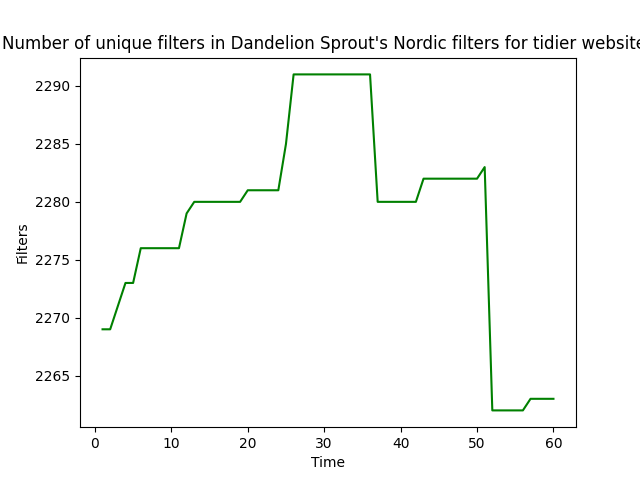 Number of unique filters in Dandelion Sprout's Nordic filters for tidier website
2290
2285
2280
2275
2270
2265
Filters
0 10 20 30 40 50 60
Time